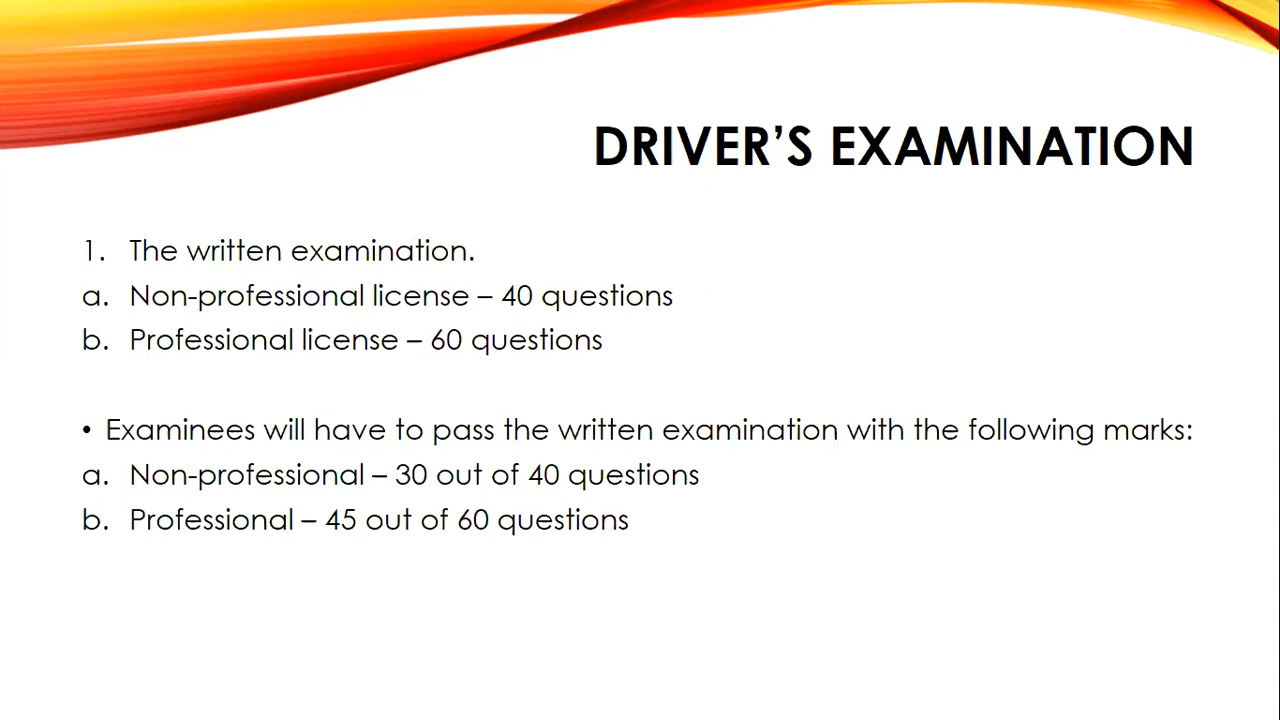 DRIVER'S EXAMINATION
1. The written examination.
a. Non-professional license – 40 questions
b. Professional license – 60 questions
• Examinees will have to pass the written examination with the following marks:
a. Non-professional – 30 out of 40 questions
b. Professional – 45 out of 60 questions